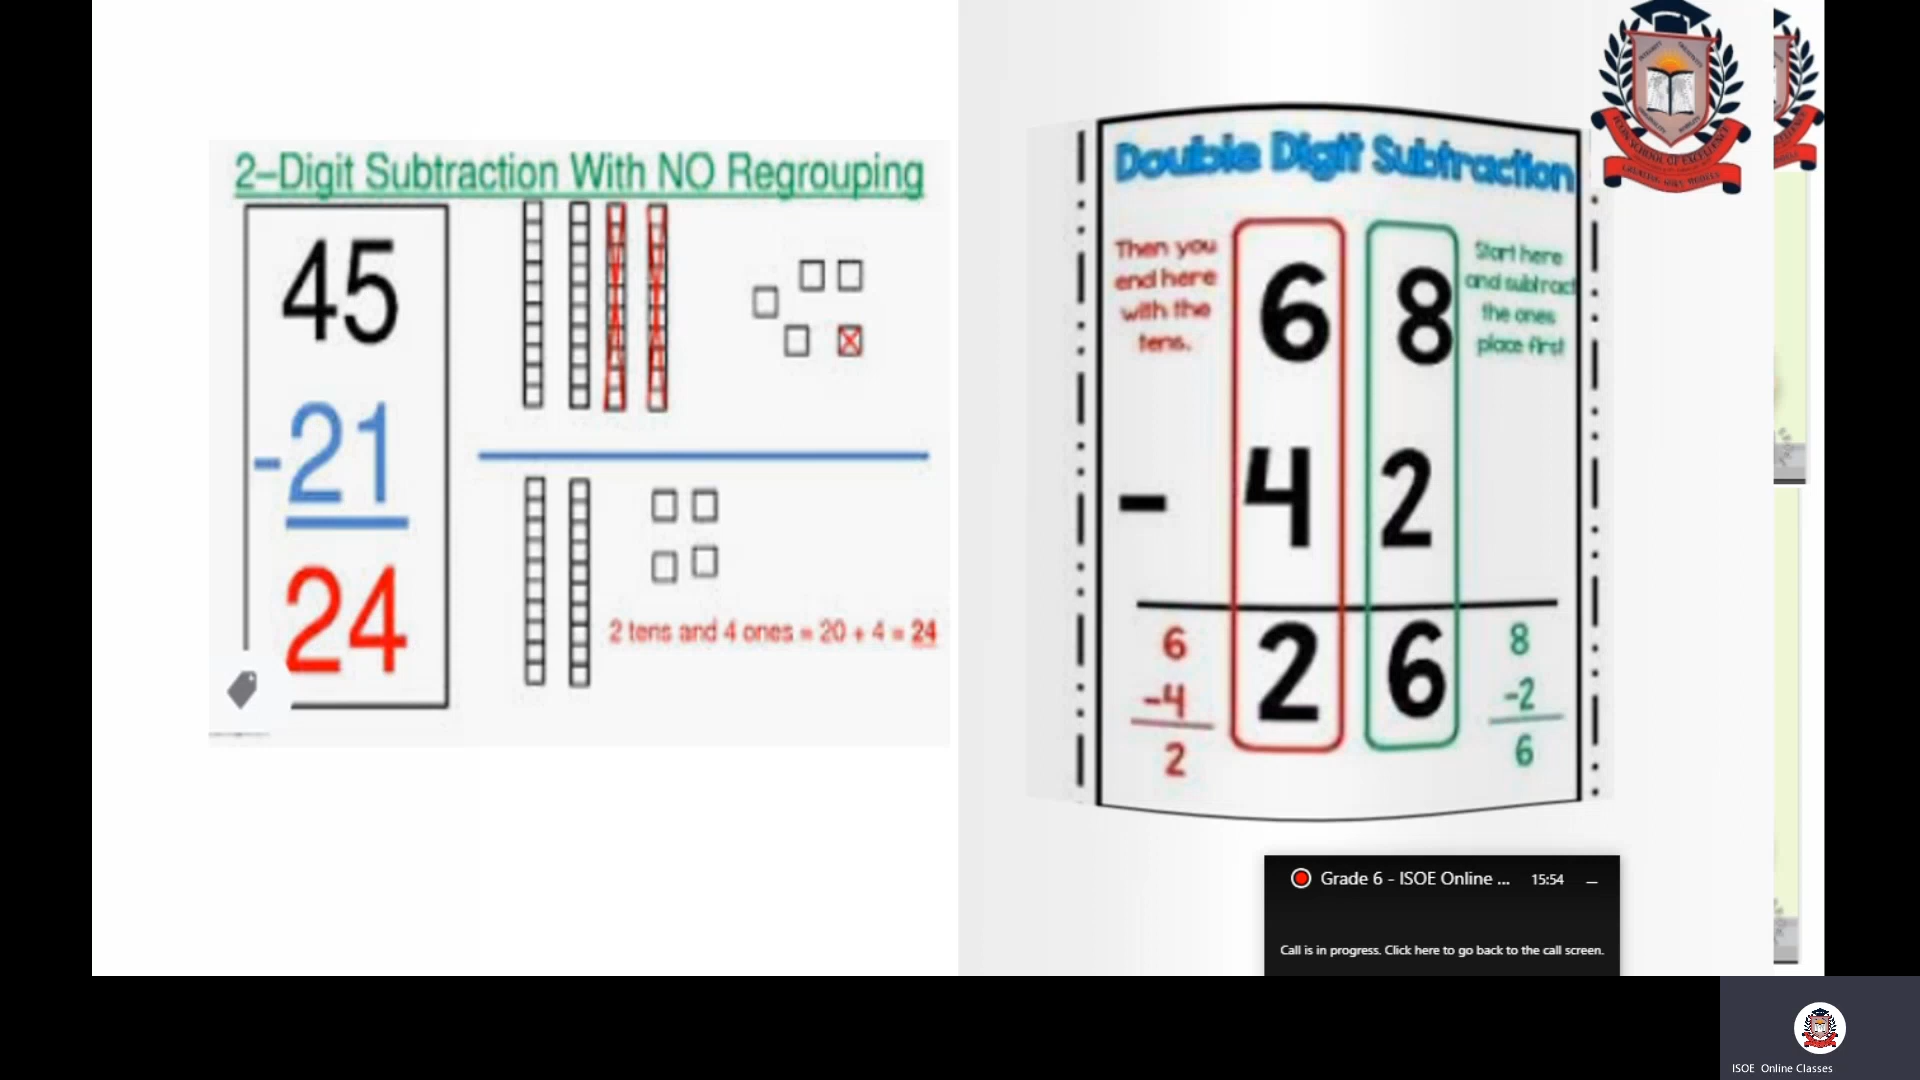 2–Digit Subtraction With NO Regrouping
45
-21
24
2 tens and 4 ones = 20 + 4 = 24
Double Digit Subtraction
Then you
end here
with the
tens.
6 8
Start here
and subtract
the ones
place first
- 4 2
2 6
6
-4
2
8
-2
6
Grade 6 - ISOE Online ... 15:54
Call is in progress. Click here to go back to the call screen.
ISOE Online Classes